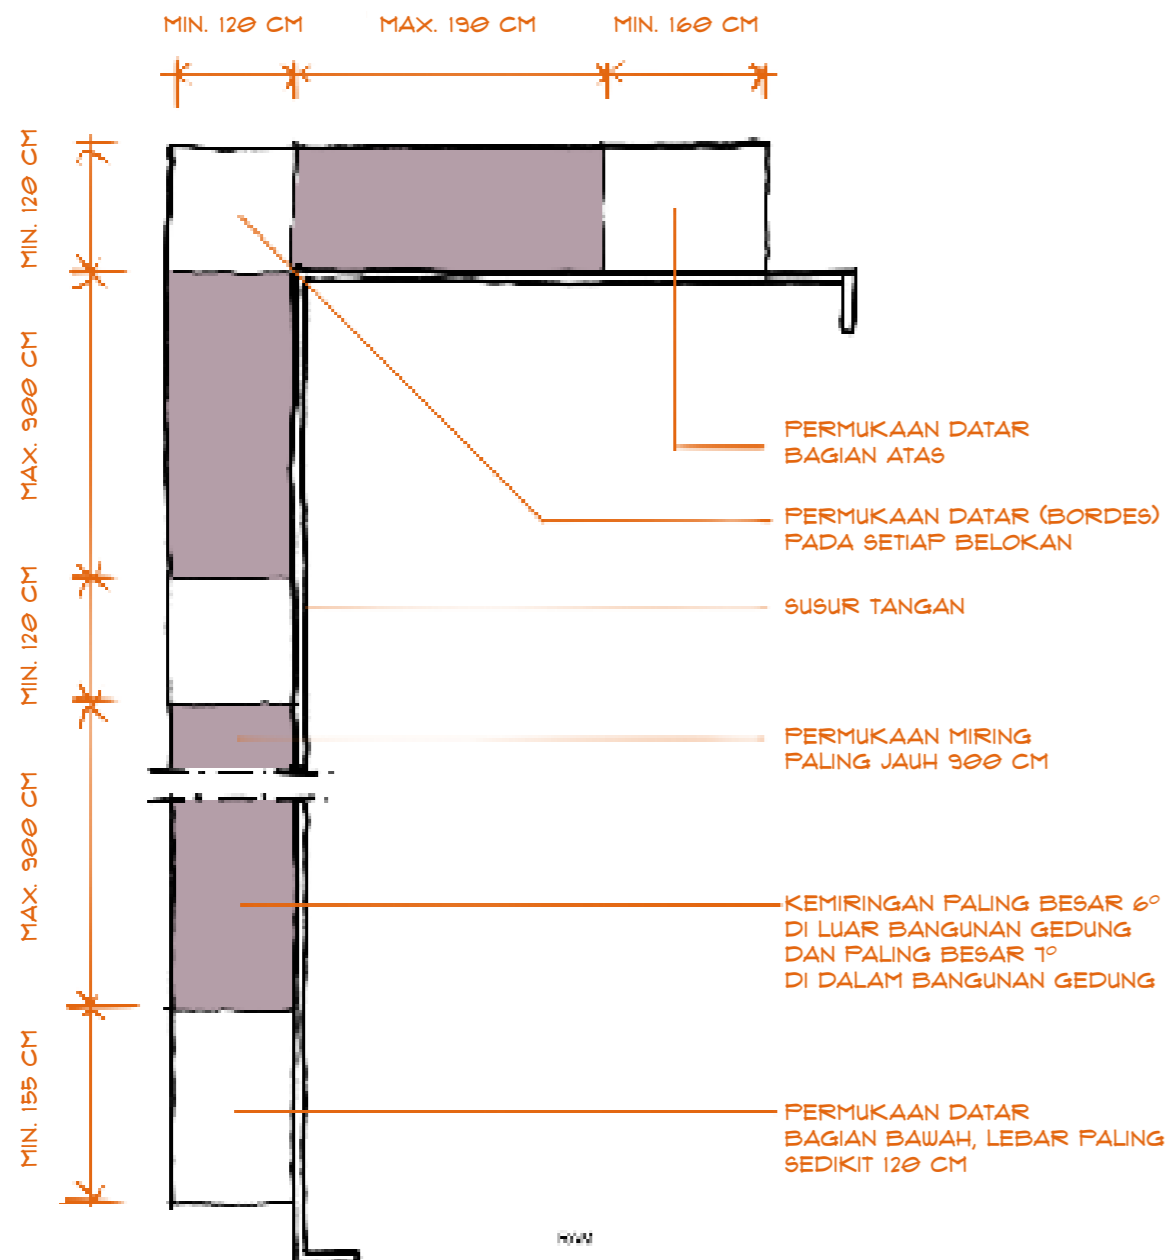 MIN. 120 CM
MAX. 190 CM
MIN. 160 CM
MIN. 120 CM
MAX. 900 CM
MIN. 120 CM
MAX. 900 CM
MIN. 155 CM
PERMUKAAN DATAR
BAGIAN ATAS
PERMUKAAN DATAR (BORDES)
PADA SETIAP BELOKAN
SUSUR TANGAN
PERMUKAAN MIRING
PALING JAUH 900 CM
KEMIRINGAN PALING BESAR 6°
DI LUAR BANGUNAN GEDUNG
DAN PALING BESAR 7°
DI DALAM BANGUNAN GEDUNG
PERMUKAAN DATAR
BAGIAN BAWAH, LEBAR PALING
SEDIKIT 120 CM